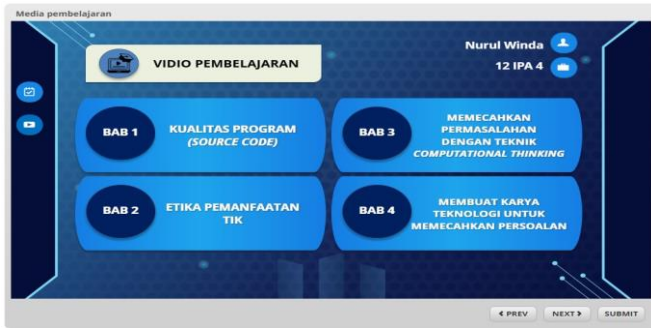 Media pembelajaran
Nurul Winda
12 IPA 4
VIDIO PEMBELAJARAN
BAB 1
KUALITAS PROGRAM
(SOURCE CODE)
BAB 3
MEMECAHKAN
PERMASALAHAN
DENGAN TEKNIK
COMPUTATIONAL THINKING
BAB 2
ETIKA PEMANFAATAN
TIK
BAB 4
MEMBUAT KARYA
TEKNOLOGI UNTUK
MEMECAHKAN PERSOALAN
PREV
NEXT
SUBMIT